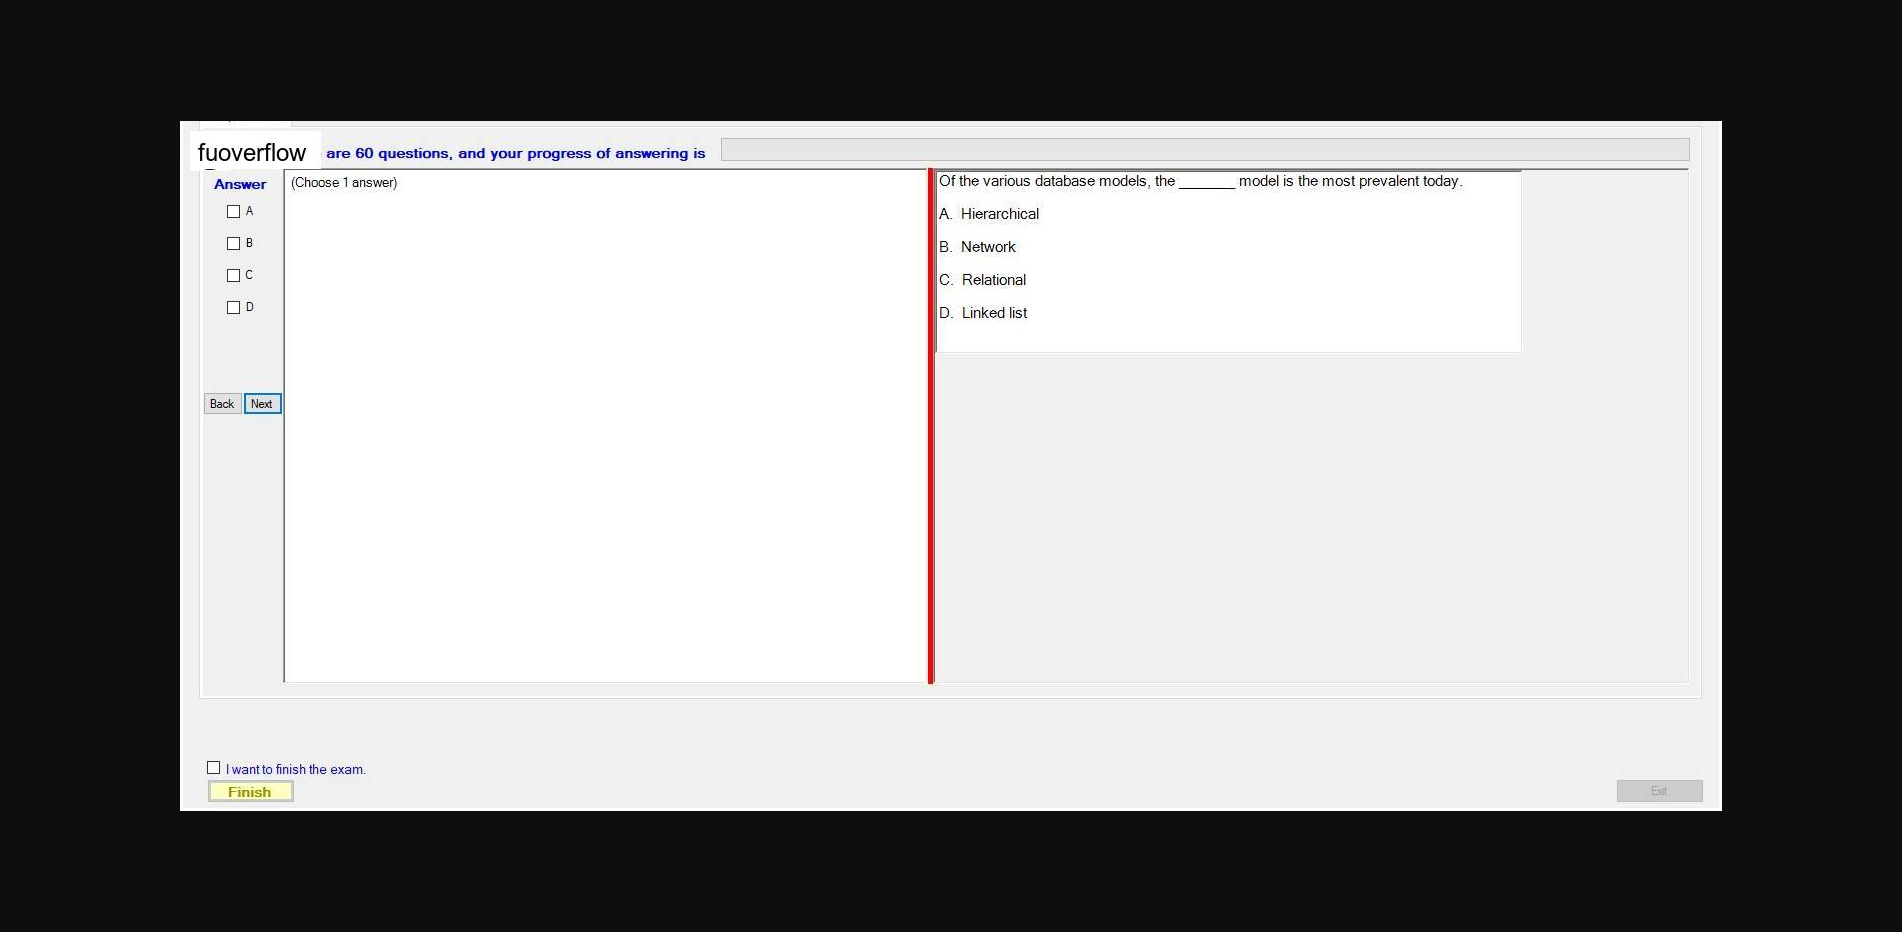 fuoverflow are 60 questions, and your progress of answering is
Answer
(Choose 1 answer)
A
B
C
D
Back Next
Of the various database models, the _______ model is the most prevalent today.
A. Hierarchical
B. Network
C. Relational
D. Linked list
I want to finish the exam.
Finish
Exit